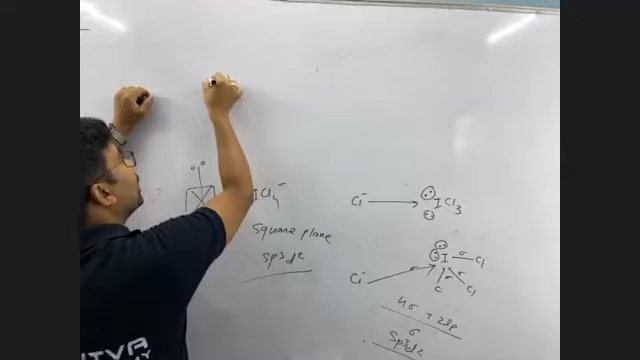 ICl4-
square plane
sp3d2
Cl- → ICl3
I σ Cl
Cl- σ σ σ
C Cl
4σ + 2lp
σ
sp3d2